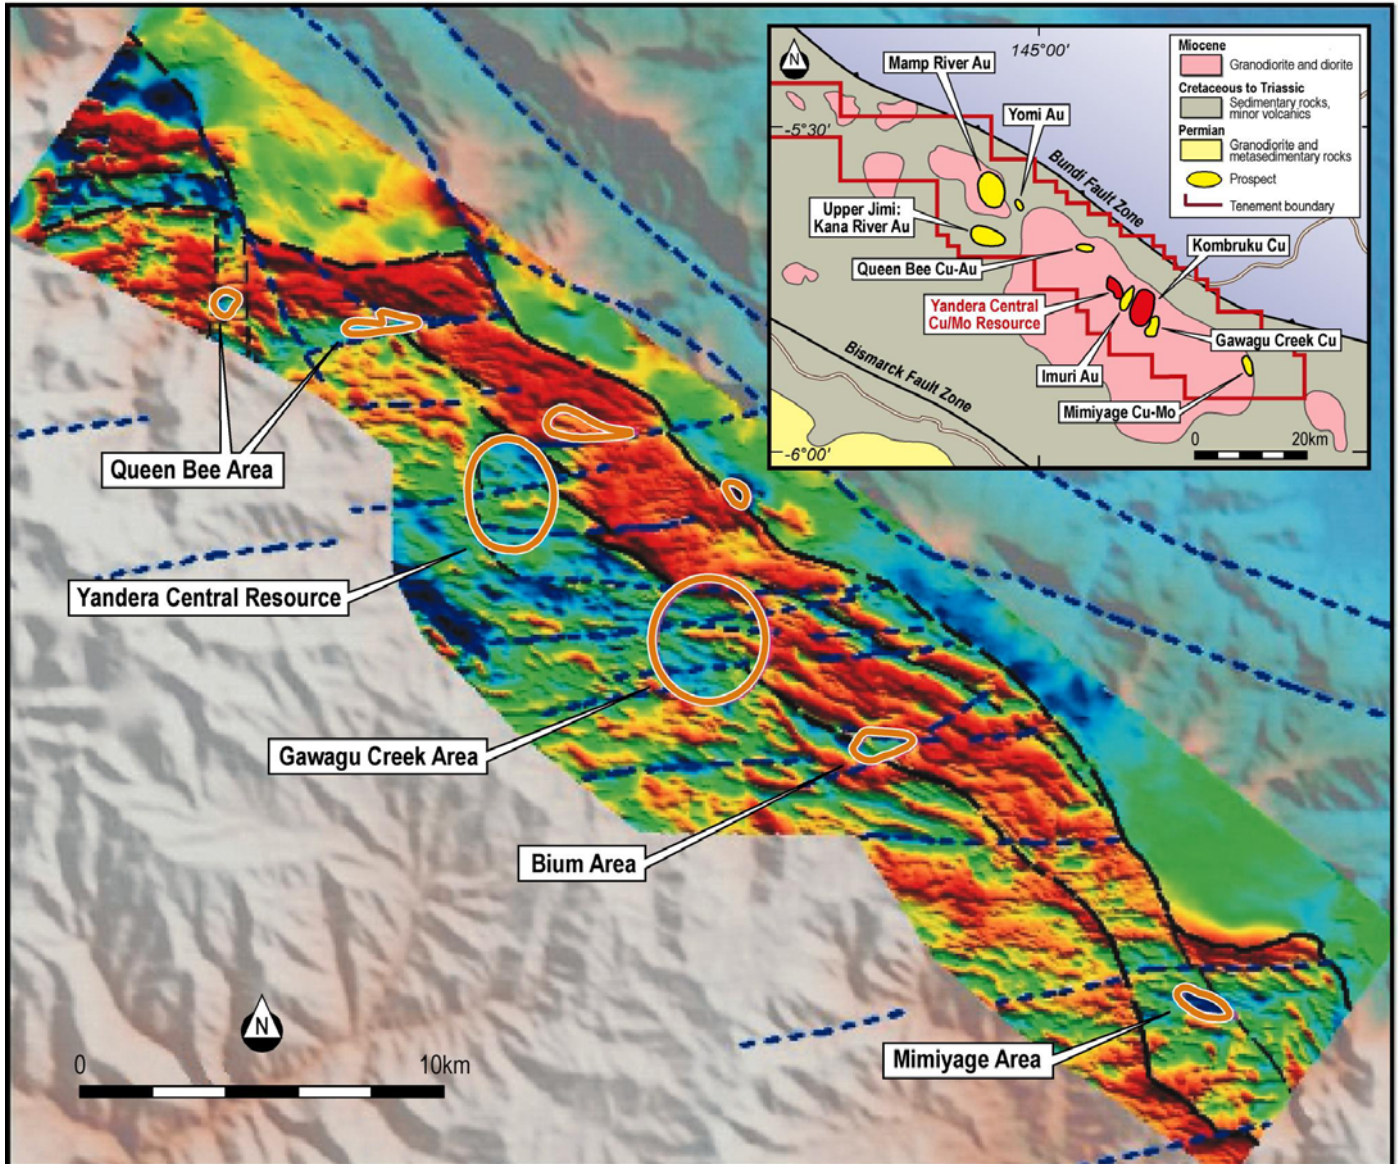 Queen Bee Area
Yandera Central Resource
Gawagu Creek Area
Bium Area
Mimiyage Area
N
0
10km
N
145°00'
-5°30'
-6°00'
Mamp River Au
Yomi Au
Bundi Fault Zone
Upper Jimi:
Kana River Au
Kombruku Cu
Queen Bee Cu-Au
Yandera Central
Cu/Mo Resource
Gawagu Creek Cu
Imuri Au
Bismarck Fault Zone
Mimiyage Cu-Mo
0
20km
Miocene
Granodiorite and diorite
Cretaceous to Triassic
Sedimentary rocks,
minor volcanics
Permian
Granodiorite and
metasedimentary rocks
Prospect
Tenement boundary